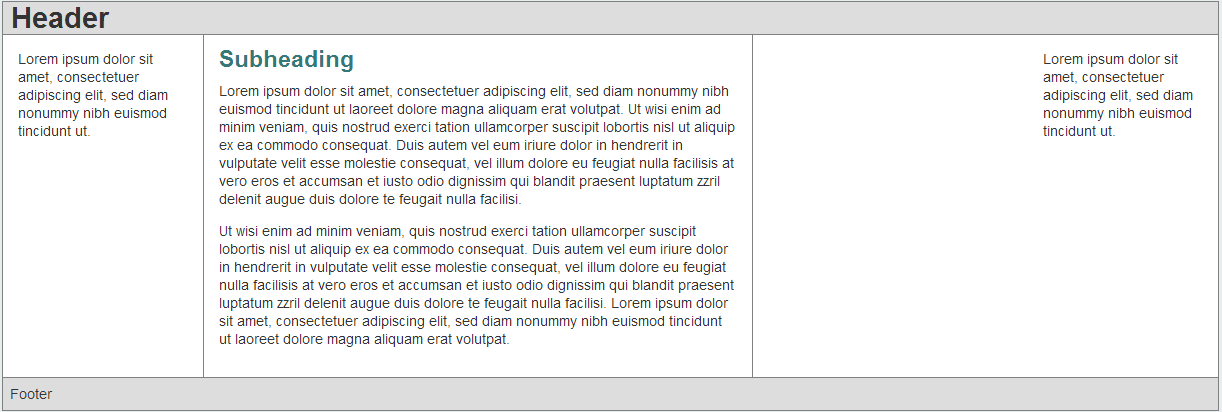 Header
Lorem ipsum dolor sit
amet, consectetuer
adipiscing elit, sed diam
nonummy nibh euismod
tincidunt ut.
Subheading
Lorem ipsum dolor sit amet, consectetuer adipiscing elit, sed diam nonummy nibh
euismod tincidunt ut laoreet dolore magna aliquam erat volutpat. Ut wisi enim ad
minim veniam, quis nostrud exerci tation ullamcorper suscipit lobortis nisl ut aliquip
ex ea commodo consequat. Duis autem vel eum iriure dolor in hendrerit in
vulputate velit esse molestie consequat, vel illum dolore eu feugiat nulla facilisis at
vero eros et accumsan et iusto odio dignissim qui blandit praesent luptatum zzril
delenit augue duis dolore te feugait nulla facilisi.
Ut wisi enim ad minim veniam, quis nostrud exerci tation ullamcorper suscipit
lobortis nisl ut aliquip ex ea commodo consequat. Duis autem vel eum iriure dolor
in hendrerit in vulputate velit esse molestie consequat, vel illum dolore eu feugiat
nulla facilisis at vero eros et accumsan et iusto odio dignissim qui blandit praesent
luptatum zzril delenit augue duis dolore te feugait nulla facilisi. Lorem ipsum dolor
sit amet, consectetuer adipiscing elit, sed diam nonummy nibh euismod tincidunt
ut laoreet dolore magna aliquam erat volutpat.
Lorem ipsum dolor sit
amet, consectetuer
adipiscing elit, sed diam
nonummy nibh euismod
tincidunt ut.
Footer